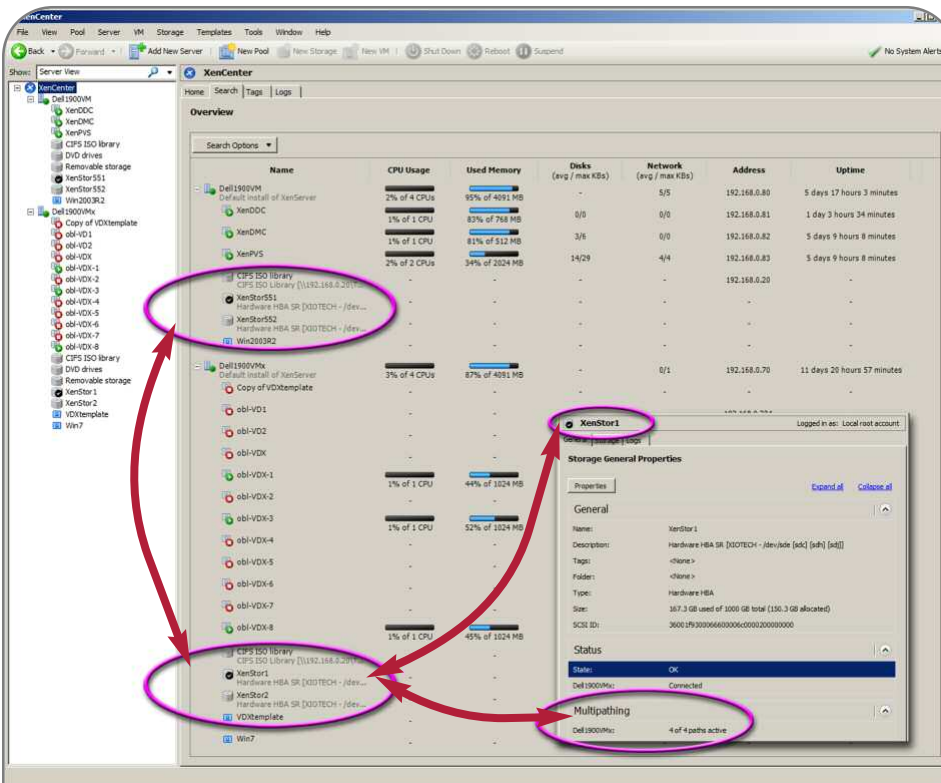 XenCenter
File View Pool Server VM Storage Templates Tools Window Help
Back Forward Add New Server New Pool New Storage New VM Shut Down Reboot Suspend No System Alerts
Show: Server View
XenCenter
Dell1900VM
XenDDC
XenDMC
XenPVS
CIFS ISO library
DVD drives
Removable storage
XenStor551
XenStor552
Win2003R2
Dell1900VMx
Copy of VDXtemplate
obl-VD1
obl-VD2
obl-VDX
obl-VDX-1
obl-VDX-2
obl-VDX-3
obl-VDX-4
obl-VDX-5
obl-VDX-6
obl-VDX-7
obl-VDX-8
CIFS ISO library
DVD drives
Removable storage
XenStor1
XenStor2
VDXtemplate
Win7
XenCenter
Home Search Tags Logs
Overview
Search Options
Name CPU Usage Used Memory Disks (avg / max KBs) Network (avg / max KBs) Address Uptime
Dell1900VM
Default install of XenServer 2% of 4 CPUs 95% of 4091 MB - 5/5 192.168.0.80 5 days 17 hours 3 minutes
XenDDC 1% of 1 CPU 83% of 768 MB 0/0 0/0 192.168.0.81 1 day 3 hours 34 minutes
XenDMC 1% of 1 CPU 81% of 512 MB 3/6 0/0 192.168.0.82 5 days 9 hours 8 minutes
XenPVS 2% of 2 CPUs 34% of 2024 MB 14/29 4/4 192.168.0.83 5 days 9 hours 8 minutes
CIFS ISO library
CIFS ISO Library [\\192.168.0.20\ - - - - 192.168.0.20 -
XenStor551
Hardware HBA SR [XIOTECH - /dev... - - - - - -
XenStor552
Hardware HBA SR [XIOTECH - /dev... - - - - - -
Win2003R2 - - - - - -
Dell1900VMx
Default install of XenServer 3% of 4 CPUs 87% of 4091 MB - 0/1 192.168.0.70 11 days 20 hours 57 minutes
Copy of VDXtemplate - -
obl-VD1 - -
obl-VD2 - -
obl-VDX - -
obl-VDX-1 1% of 1 CPU 44% of 1024 MB
obl-VDX-2 - -
obl-VDX-3 1% of 1 CPU 52% of 1024 MB
obl-VDX-4 - -
obl-VDX-5 - -
obl-VDX-6 - -
obl-VDX-7 - -
obl-VDX-8 1% of 1 CPU 45% of 1024 MB
CIFS ISO library
CIFS ISO Library [\\192.168.0.20\ - -
XenStor1
Hardware HBA SR [XIOTECH - /dev... - -
XenStor2
Hardware HBA SR [XIOTECH - /dev... - -
VDXtemplate - -
Win7 - - - - - -
XenStor1 Logged in as: Local root account
General Storage Logs
Storage General Properties
Properties Expand all Collapse all
General
Name: XenStor1
Description: Hardware HBA SR [XIOTECH - /dev/sde [sdc] [sdh] [sdj]]
Tags: <None>
Folder: <None>
Type: Hardware HBA
Size: 167.3 GB used of 1000 GB total (150.3 GB allocated)
Status
State: OK
Dell1900VMx: Connected
Multipathing
Dell1900VMx: 4 of 4 paths active